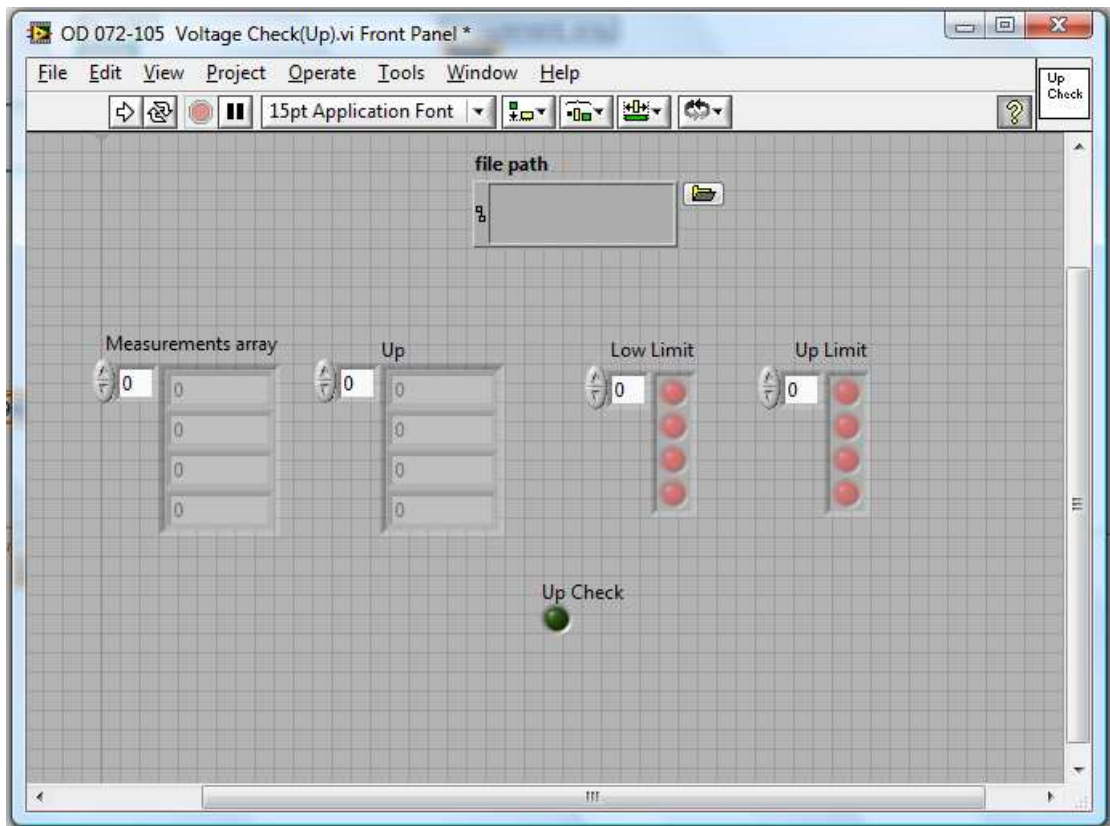 OD 072-105 Voltage Check(Up).vi Front Panel *
File Edit View Project Operate Tools Window Help
Up
Check
15pt Application Font
file path
Measurements array
Up
Low Limit
Up Limit
0
0
0
0
0
0
0
0
0
0
0
0
Up Check